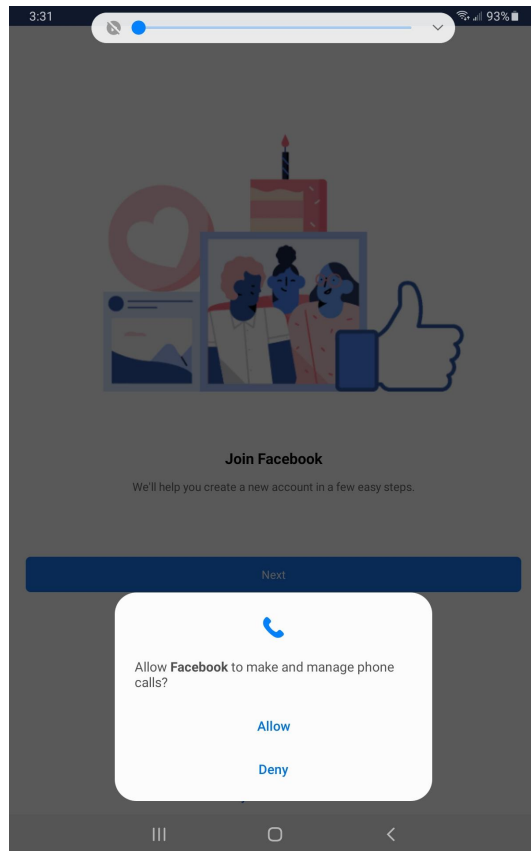 3:31
93%
Join Facebook
We'll help you create a new account in a few easy steps.
Next
Allow Facebook to make and manage phone
calls?
Allow
Deny